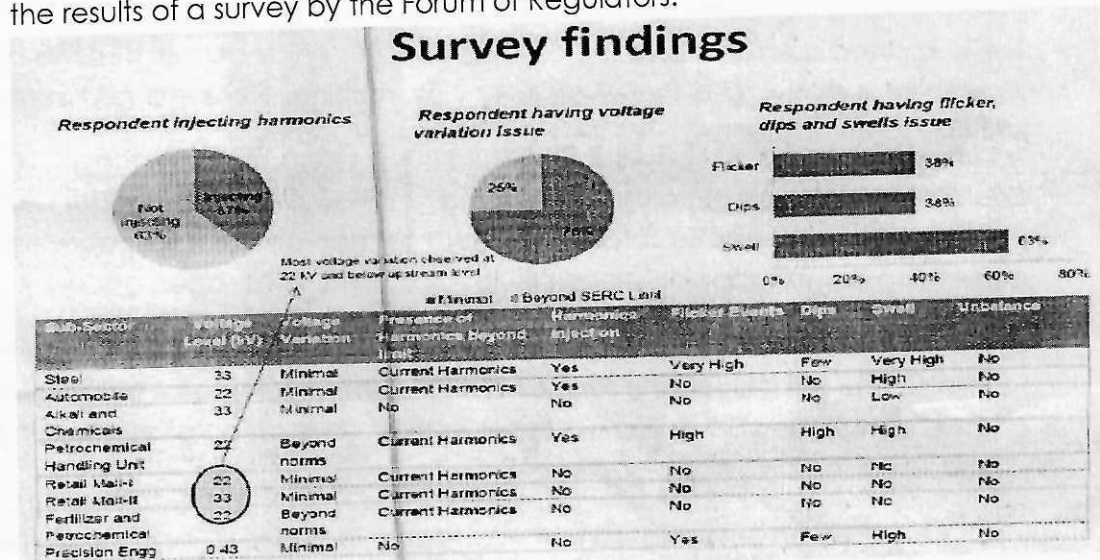 the results of a survey by the Forum of Regulators.
Survey findings
Respondent injecting harmonics
Not
injecting
63%
Injecting
37%
Respondent having voltage
variation issue
25%
Respondent having flicker,
dips and swells issue
Flicker 38%
Dips 38%
Swell 63%
0% 20% 40% 60% 80%
Most voltage variation observed at
22 kV and below upstream level
Minimal Beyond SERC Limit
Sub-Sector Voltage Voltage Presence of Harmonics Flicker Events Dips Swell Unbalance
Level (kV) Variation Harmonics beyond Injection
limit
Steel 33 Minimal Current Harmonics Yes Very High Few Very High No
Automobile 22 Minimal Current Harmonics Yes No No High No
Alkali and 33 Minimal No No No No Low No
Chemicals
Petrochemical 22 Beyond Current Harmonics Yes High High High No
Handling Unit norms
Retail Mall-I 22 Minimal Current Harmonics No No No No No
Retail Mall-II 33 Minimal Current Harmonics No No No No No
Fertilizer and 22 Beyond Current Harmonics No No No No No
Petrochemical norms
Precision Engg 0.43 Minimal No No Yes Few High No